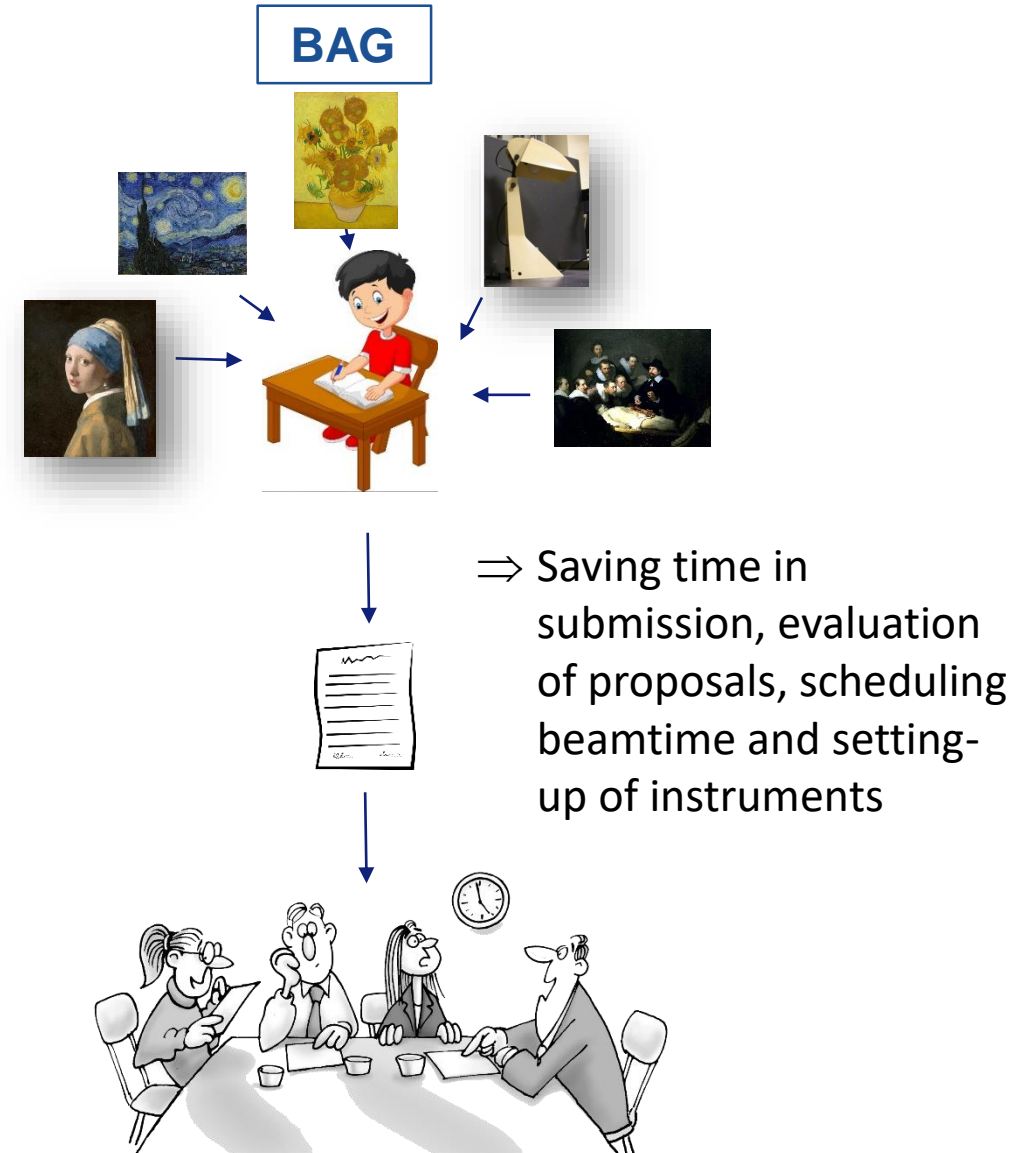 BAG
⇒ Saving time in
submission, evaluation
of proposals, scheduling
beamtime and setting-
up of instruments